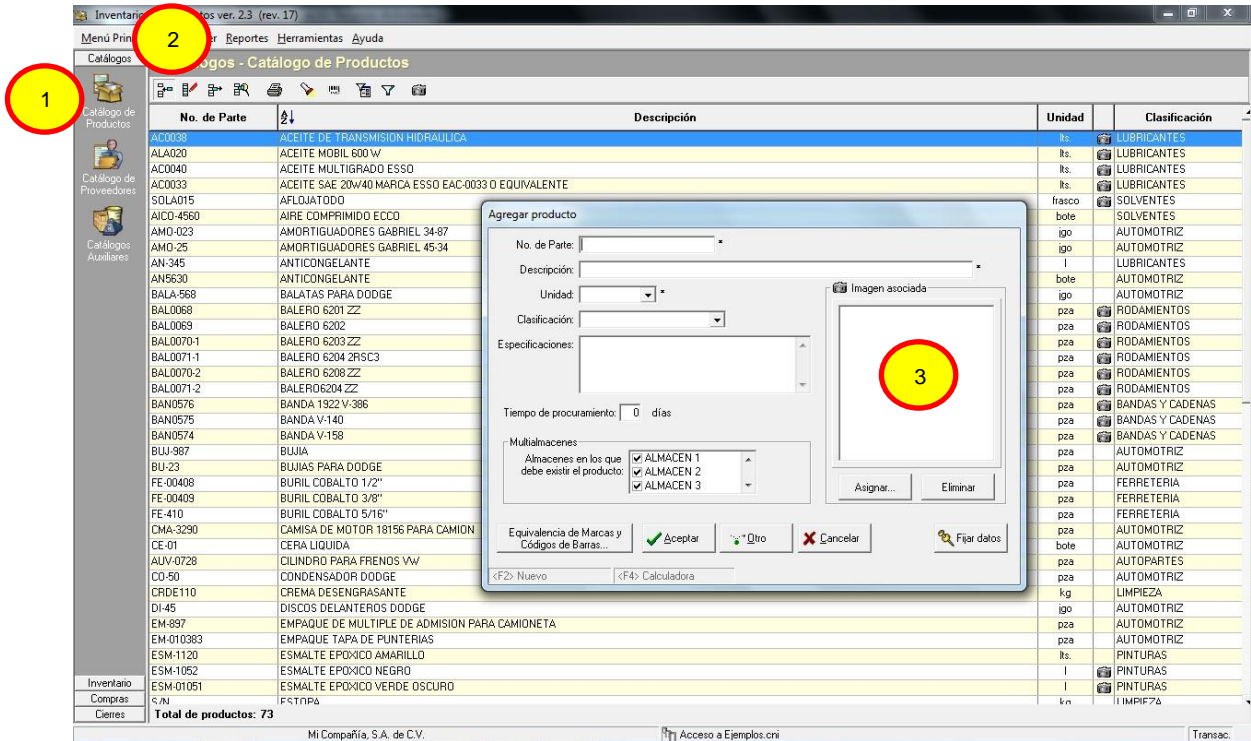 Inventario tos ver. 2.3 (rev. 17)
Menú Prin er Reportes Herramientas Ayuda
2
Catálogos
ogos - Catálogo de Productos
1
Catálogo de Productos
Catálogo de Proveedores
Catálogos Auxiliares
No. de Parte Descripción Unidad Clasificación
AC0038 ACEITE DE TRANSMISION HIDRAULICA lts. LUBRICANTES
ALA020 ACEITE MOBIL 600 W lts. LUBRICANTES
AC0040 ACEITE MULTIGRADO ESSO lts. LUBRICANTES
AC0033 ACEITE SAE 20W40 MARCA ESSO EAC-0033 O EQUIVALENTE lts. LUBRICANTES
SOLA015 AFLOJATODO frasco SOLVENTES
AICO-4560 AIRE COMPRIMIDO ECCO bote SOLVENTES
AMO-023 AMORTIGUADORES GABRIEL 34-87 jgo AUTOMOTRIZ
AMO-25 AMORTIGUADORES GABRIEL 45-34 jgo AUTOMOTRIZ
AN-345 ANTICONGELANTE l LUBRICANTES
AN5630 ANTICONGELANTE bote AUTOMOTRIZ
BALA-568 BALATAS PARA DODGE jgo AUTOMOTRIZ
BAL0068 BALERO 6201 ZZ pza RODAMIENTOS
BAL0069 BALERO 6202 pza RODAMIENTOS
BAL0070-1 BALERO 6203 ZZ pza RODAMIENTOS
BAL0071-1 BALERO 6204 2RSC3 pza RODAMIENTOS
BAL0070-2 BALERO 6208 ZZ pza RODAMIENTOS
BAL0071-2 BALERO6204 ZZ pza RODAMIENTOS
BAN0576 BANDA 1922 V-386 pza BANDAS Y CADENAS
BAN0575 BANDA V-140 pza BANDAS Y CADENAS
BAN0574 BANDA V-158 pza BANDAS Y CADENAS
BUJ-987 BUJIA pza AUTOMOTRIZ
BU-23 BUJIAS PARA DODGE pza AUTOMOTRIZ
FE-00408 BURIL COBALTO 1/2" pza FERRETERIA
FE-00409 BURIL COBALTO 3/8" pza FERRETERIA
FE-410 BURIL COBALTO 5/16" pza FERRETERIA
CMA-3290 CAMISA DE MOTOR 18156 PARA CAMION pza AUTOMOTRIZ
CE-01 CERA LIQUIDA bote AUTOMOTRIZ
AUV-0728 CILINDRO PARA FRENOS VW pza AUTOPARTES
CO-50 CONDENSADOR DODGE pza AUTOMOTRIZ
CRDE110 CREMA DESENGRASANTE kg LIMPIEZA
DI-45 DISCOS DELANTEROS DODGE jgo AUTOMOTRIZ
EM-897 EMPAQUE DE MULTIPLE DE ADMISION PARA CAMIONETA pza AUTOMOTRIZ
EM-010383 EMPAQUE TAPA DE PUNTERIAS pza AUTOMOTRIZ
ESM-1120 ESMALTE EPOXICO AMARILLO lts. PINTURAS
ESM-1052 ESMALTE EPOXICO NEGRO l PINTURAS
ESM-01051 ESMALTE EPOXICO VERDE OSCURO l PINTURAS
S/N ESTOPA kg LIMPIEZA
Agregar producto
No. de Parte: *
Descripción: *
Unidad: *
Clasificación:
Especificaciones:
Tiempo de procuramiento: 0 días
Multialmacenes
Almacenes en los que debe existir el producto:
ALMACEN 1
ALMACEN 2
ALMACEN 3
Imagen asociada
3
Asignar... Eliminar
Equivalencia de Marcas y Códigos de Barras... Aceptar Otro Cancelar Fijar datos
<F2> Nuevo <F4> Calculadora
Inventario
Compras
Cierres
Total de productos: 73
Mi Compañía, S.A. de C.V. Acceso a Ejemplos.cni Transac.